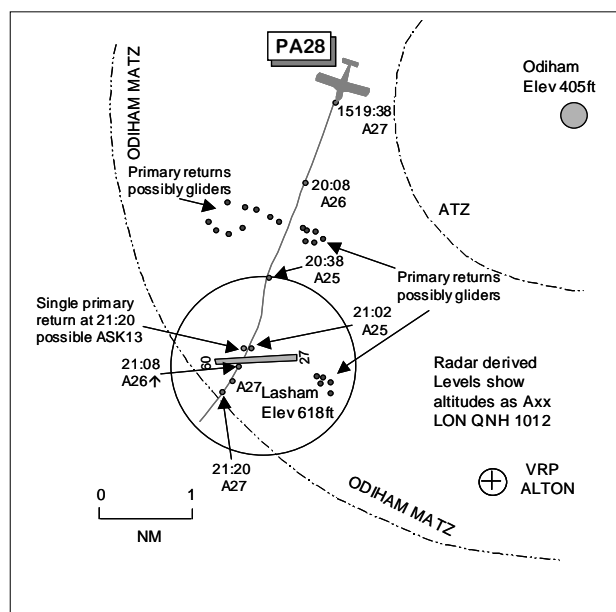 PA28
Odiham
Elev 405ft
ODIHAM MATZ
1519:38
A27
Primary returns
possibly gliders
20:08
A26
ATZ
20:38
A25
Primary returns
possibly gliders
Single primary
return at 21:20
possible ASK13
21:02
A25
09
27
21:08
A26↑
A27
Lasham
Elev 618ft
Radar derived
Levels show
altitudes as Axx
LON QNH 1012
21:20
A27
VRP
ALTON
ODIHAM MATZ
0 1
NM